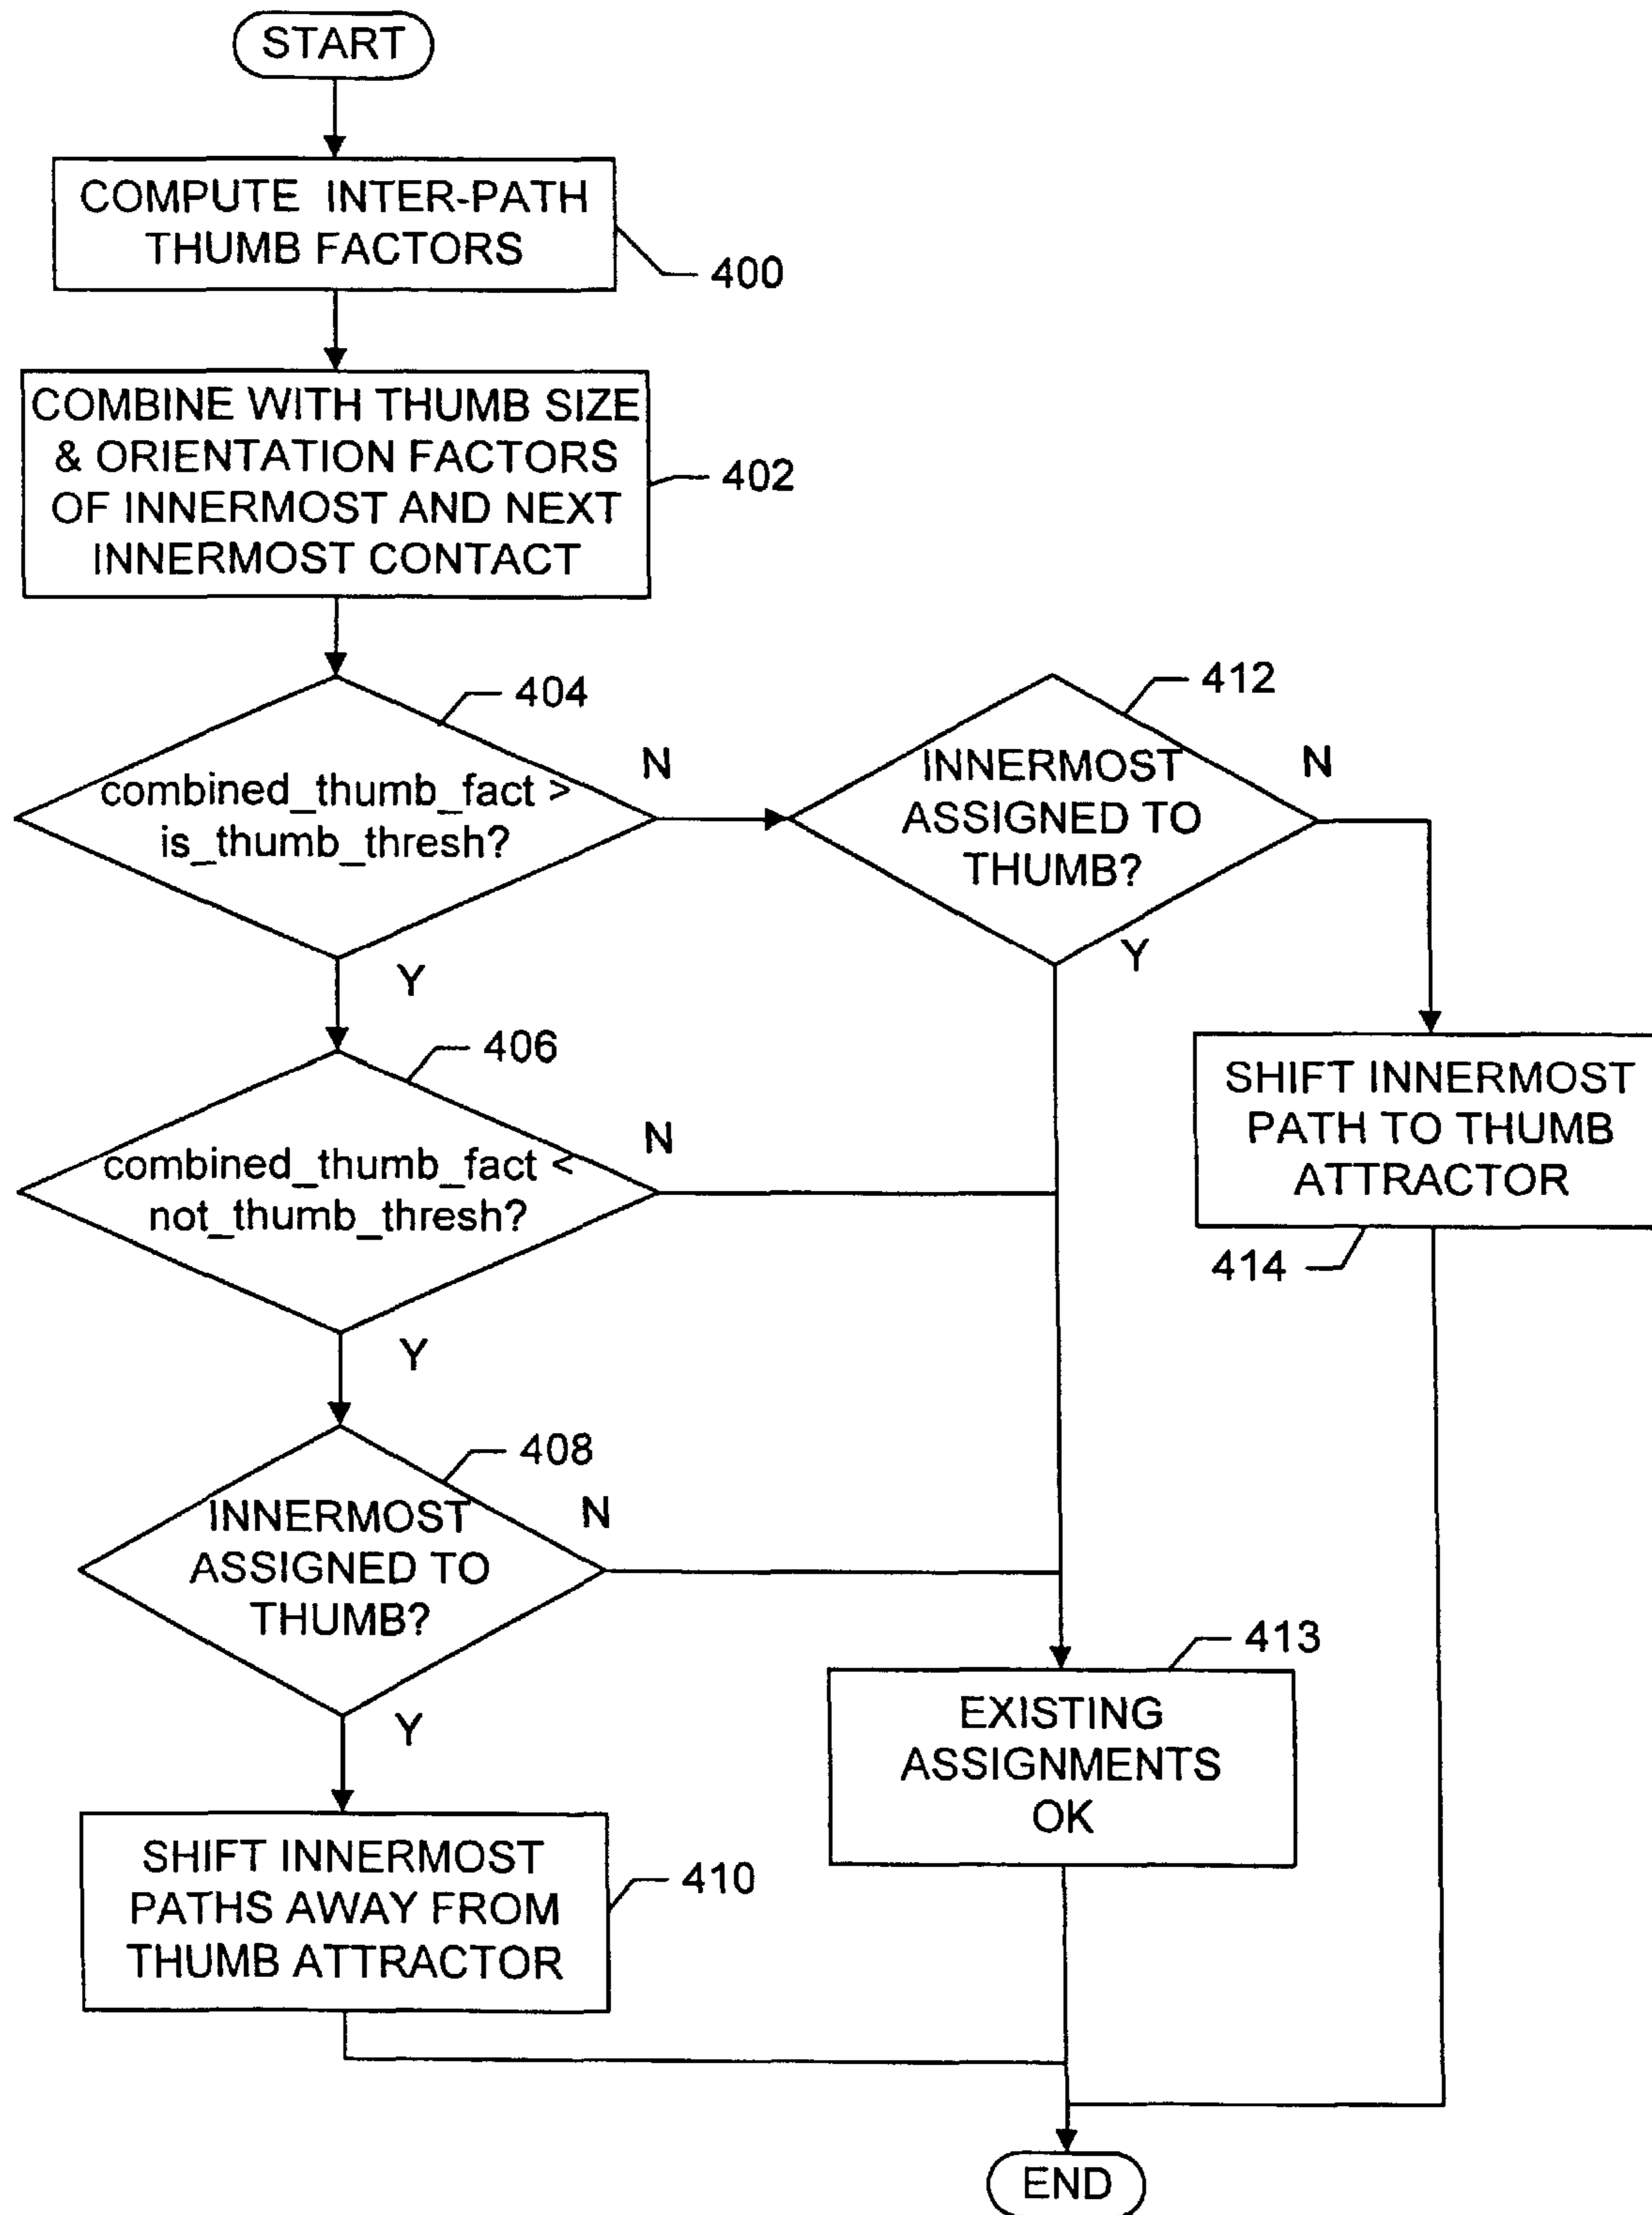 START
COMPUTE INTER-PATH
THUMB FACTORS
400
COMBINE WITH THUMB SIZE
& ORIENTATION FACTORS
OF INNERMOST AND NEXT
INNERMOST CONTACT
402
404
combined_thumb_fact >
is_thumb_thresh?
N
Y
412
INNERMOST
ASSIGNED TO
THUMB?
N
Y
406
combined_thumb_fact <
not_thumb_thresh?
N
Y
SHIFT INNERMOST
PATH TO THUMB
ATTRACTOR
414
408
INNERMOST
ASSIGNED TO
THUMB?
N
Y
413
EXISTING
ASSIGNMENTS
OK
SHIFT INNERMOST
PATHS AWAY FROM
THUMB ATTRACTOR
410
END